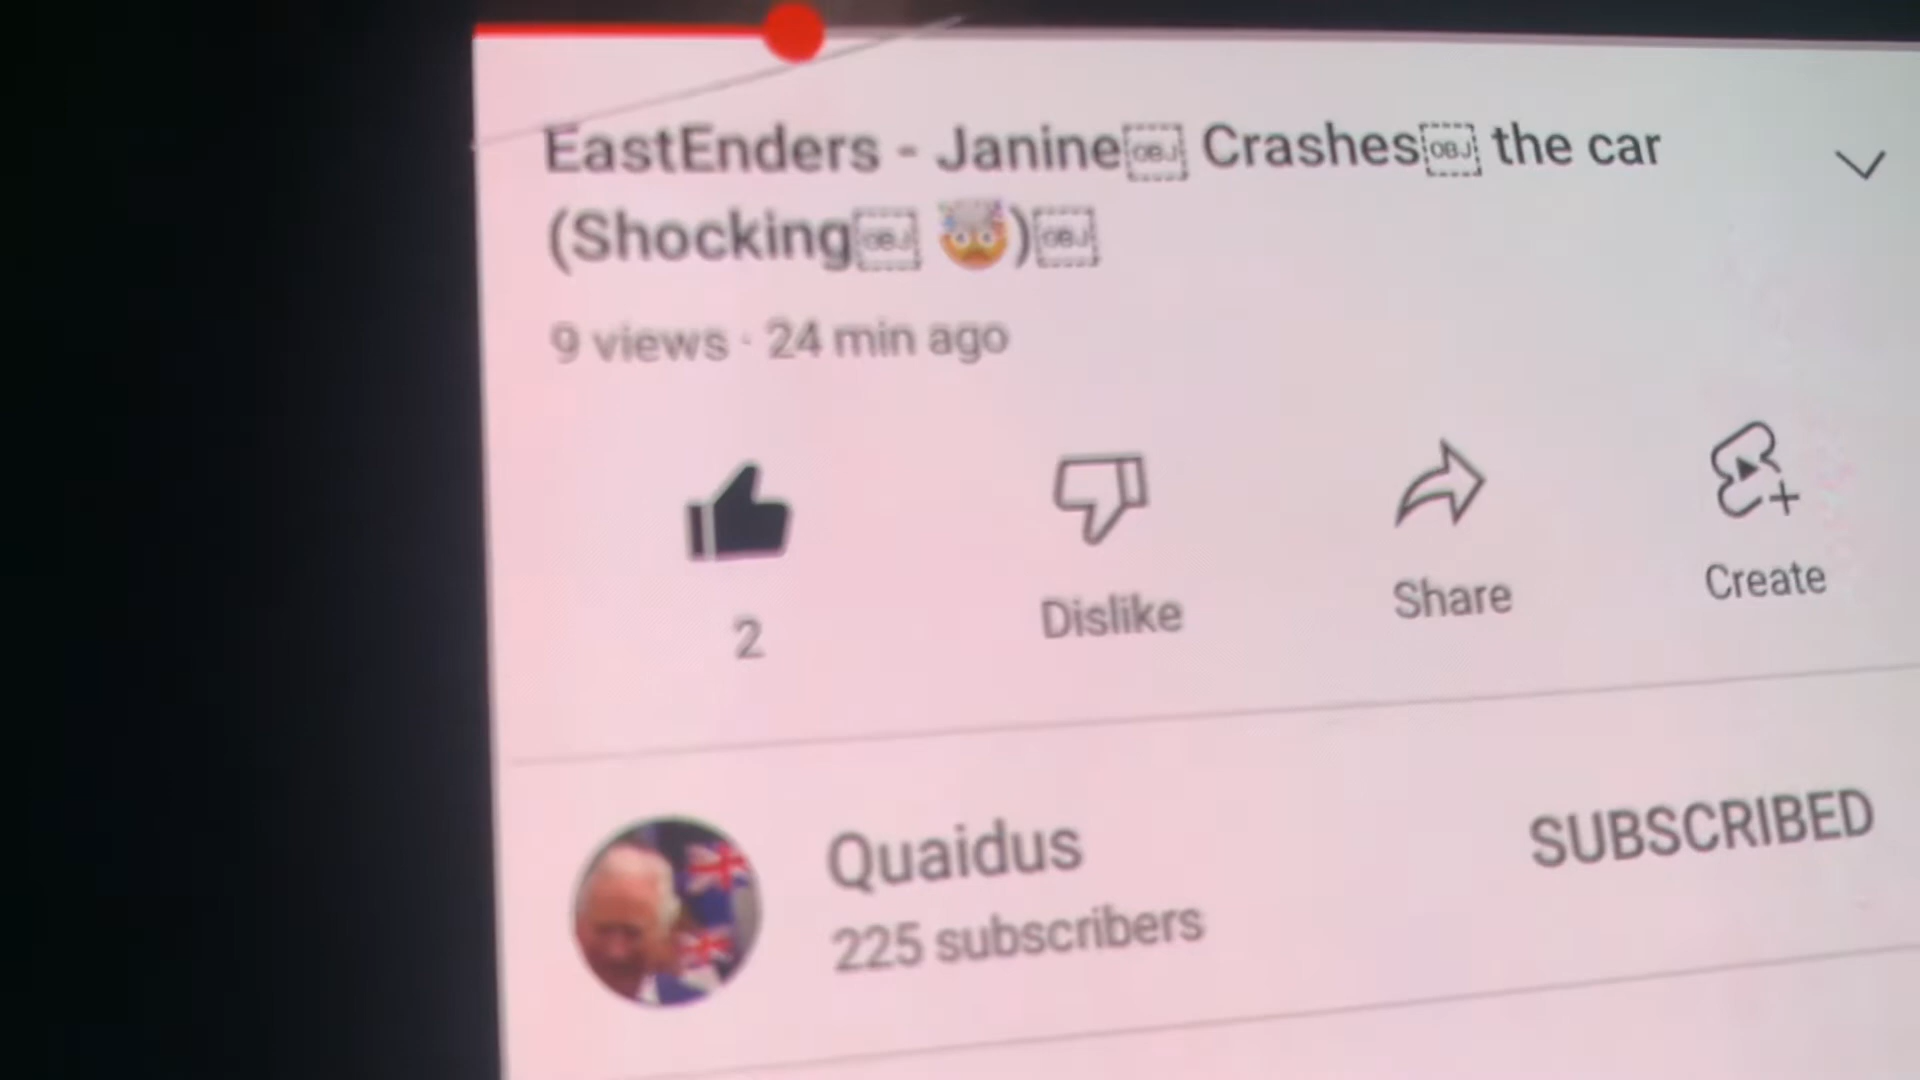 EastEnders - Janine￼ Crashes￼ the car
(Shocking￼ 🤯)￼
9 views · 24 min ago
2
Dislike
Share
Create
Quaidus
SUBSCRIBED
225 subscribers